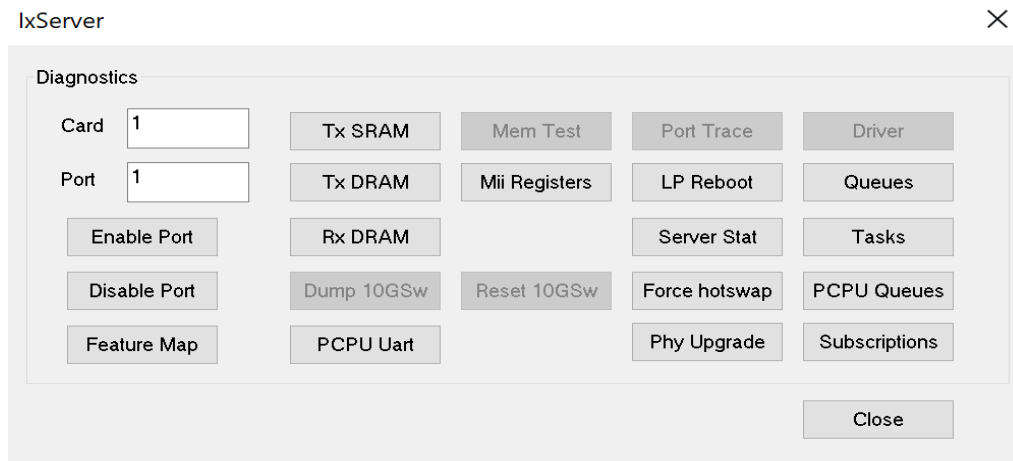 IxServer
Diagnostics
Card 1 Tx SRAM Mem Test Port Trace Driver
Port 1 Tx DRAM Mii Registers LP Reboot Queues
Enable Port Rx DRAM Server Stat Tasks
Disable Port Dump 10GSw Reset 10GSw Force hotswap PCPU Queues
Feature Map PCPU Uart Phy Upgrade Subscriptions
Close